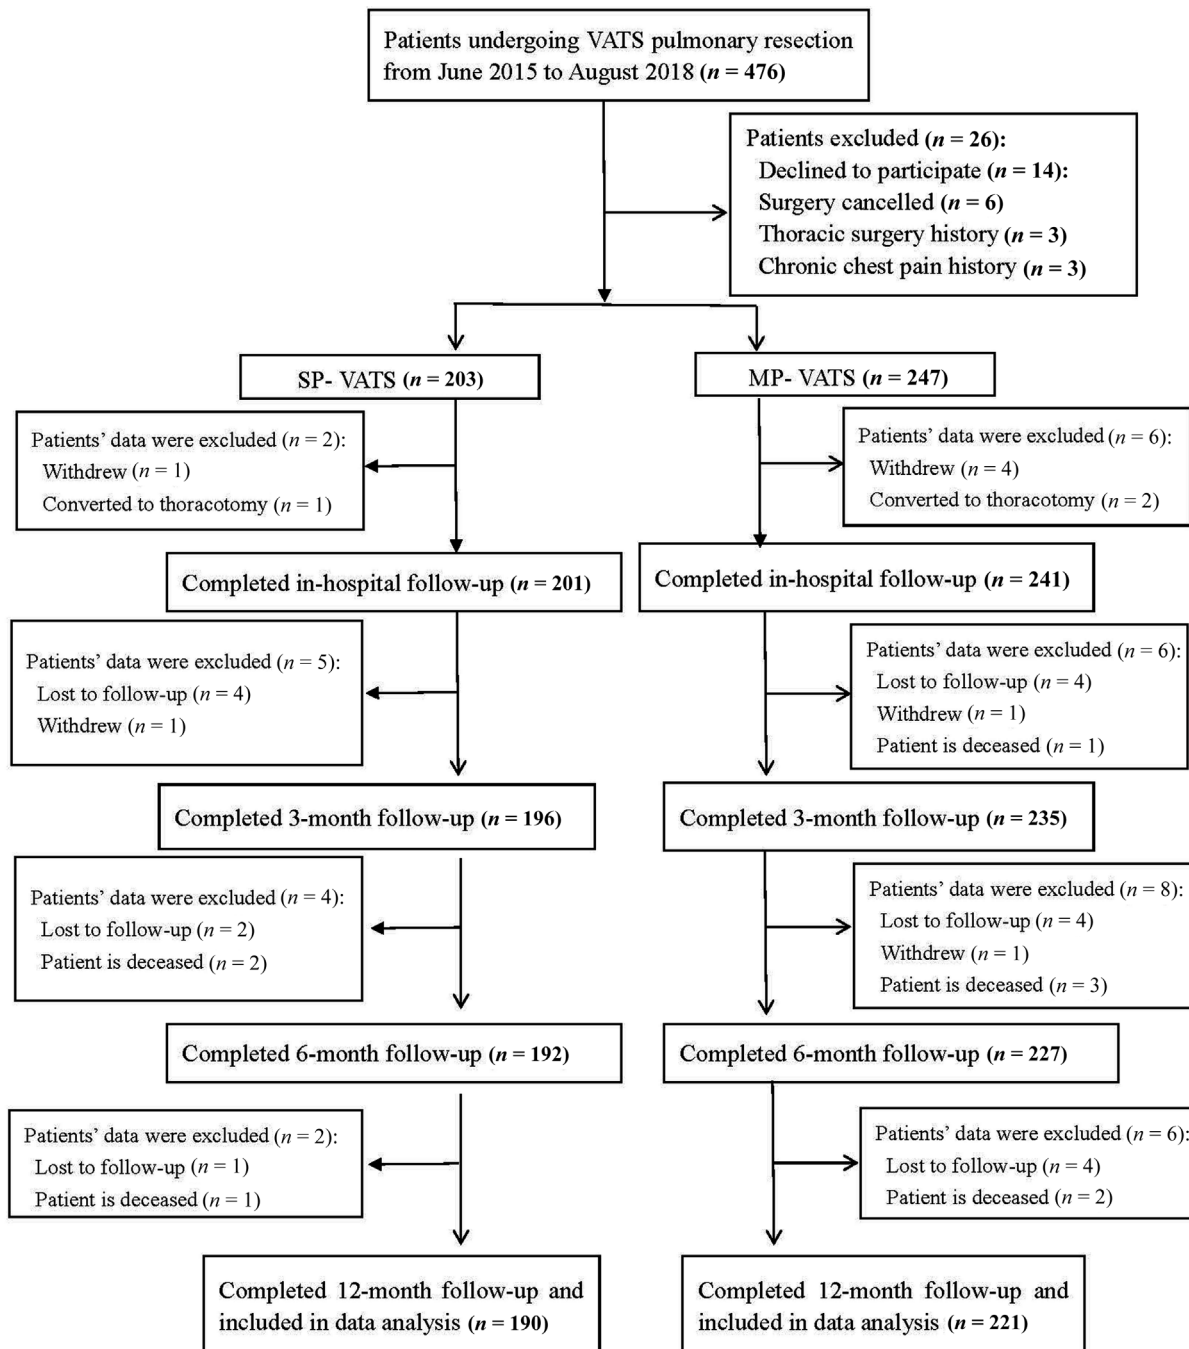 Patients undergoing VATS pulmonary resection
from June 2015 to August 2018 (n = 476)
Patients excluded (n = 26):
Declined to participate (n = 14):
Surgery cancelled (n = 6)
Thoracic surgery history (n = 3)
Chronic chest pain history (n = 3)
SP- VATS (n = 203)
MP- VATS (n = 247)
Patients' data were excluded (n = 2):
Withdrew (n = 1)
Converted to thoracotomy (n = 1)
Patients' data were excluded (n = 6):
Withdrew (n = 4)
Converted to thoracotomy (n = 2)
Completed in-hospital follow-up (n = 201)
Completed in-hospital follow-up (n = 241)
Patients' data were excluded (n = 5):
Lost to follow-up (n = 4)
Withdrew (n = 1)
Patients' data were excluded (n = 6):
Lost to follow-up (n = 4)
Withdrew (n = 1)
Patient is deceased (n = 1)
Completed 3-month follow-up (n = 196)
Completed 3-month follow-up (n = 235)
Patients' data were excluded (n = 4):
Lost to follow-up (n = 2)
Patient is deceased (n = 2)
Patients' data were excluded (n = 8):
Lost to follow-up (n = 4)
Withdrew (n = 1)
Patient is deceased (n = 3)
Completed 6-month follow-up (n = 192)
Completed 6-month follow-up (n = 227)
Patients' data were excluded (n = 2):
Lost to follow-up (n = 1)
Patient is deceased (n = 1)
Patients' data were excluded (n = 6):
Lost to follow-up (n = 4)
Patient is deceased (n = 2)
Completed 12-month follow-up and
included in data analysis (n = 190)
Completed 12-month follow-up and
included in data analysis (n = 221)